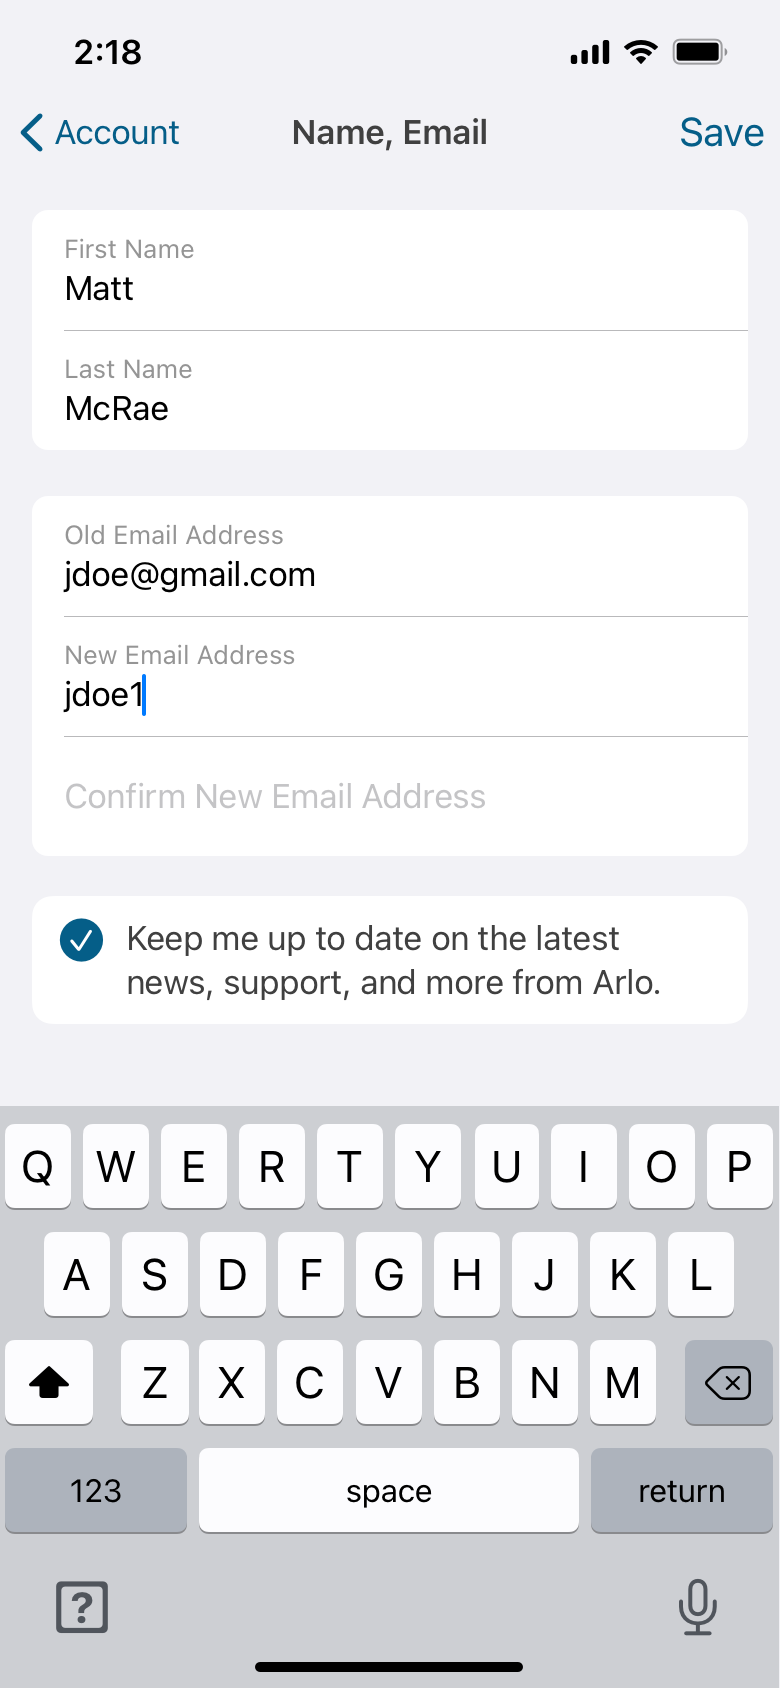 2:18
Account Name, Email Save
First Name
Matt
Last Name
McRae
Old Email Address
jdoe@gmail.com
New Email Address
jdoe1
Confirm New Email Address
Keep me up to date on the latest
news, support, and more from Arlo.
Q W E R T Y U I O P
A S D F G H J K L
Z X C V B N M
123 space return
?